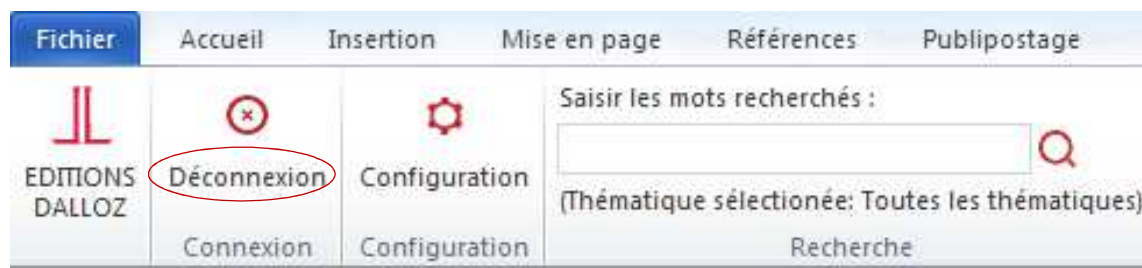 Fichier Accueil Insertion Mise en page Références Publipostage
Saisir les mots recherchés :
EDITIONS DALLOZ
Déconnexion
Configuration
(Thématique sélectionée: Toutes les thématiques)
Connexion Configuration Recherche